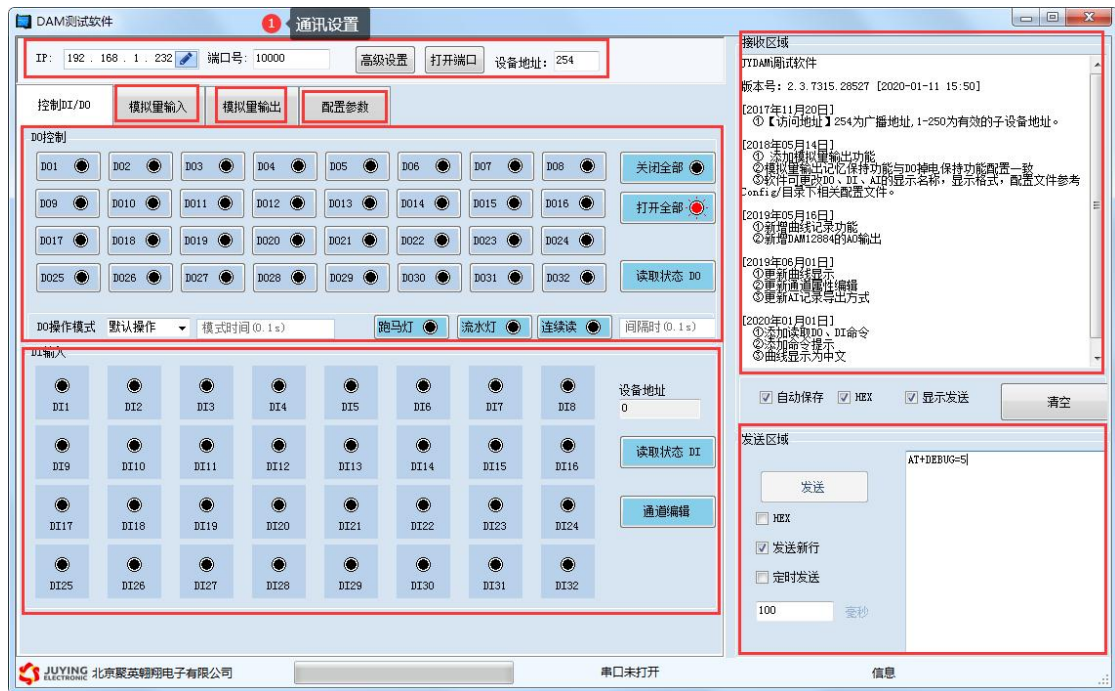 DAM测试软件
1 通讯设置
IP: 192 . 168 . 1 . 232 端口号: 10000 高级设置 打开端口 设备地址: 254
控制DI/DO 模拟量输入 模拟量输出 配置参数
DO控制
DO1 DO2 DO3 DO4 DO5 DO6 DO7 DO8 关闭全部
DO9 DO10 DO11 DO12 DO13 DO14 DO15 DO16 打开全部
DO17 DO18 DO19 DO20 DO21 DO22 DO23 DO24
DO25 DO26 DO27 DO28 DO29 DO30 DO31 DO32 读取状态 DO
DO操作模式 默认操作 模式时间(0.1s) 跑马灯 流水灯 连续读 间隔时(0.1s)
DI输入
DI1 DI2 DI3 DI4 DI5 DI6 DI7 DI8
设备地址
0
DI9 DI10 DI11 DI12 DI13 DI14 DI15 DI16
读取状态 DI
DI17 DI18 DI19 DI20 DI21 DI22 DI23 DI24
通道编辑
DI25 DI26 DI27 DI28 DI29 DI30 DI31 DI32
接收区域
JYDAM调试软件
版本号: 2.3.7315.28527 [2020-01-11 15:50]
[2017年11月20日]
①【访问地址】254为广播地址,1-250为有效的子设备地址。
[2018年05月14日]
① 添加模拟量输出功能
②模拟量输出记忆保持功能与DO掉电保持功能配置一致
③软件可更改DO、DI、AI的显示名称，显示格式，配置文件参考
Config/目录下相关配置文件。
[2019年05月16日]
①新增曲线记录功能
②新增DAM12884的AO输出
[2019年06月01日]
①更新曲线显示
②更新通道属性编辑
③更新AI记录导出方式
[2020年01月01日]
①添加读取DO、DI命令
②添加命令提示
③曲线显示为中文
自动保存 HEX 显示发送 清空
发送区域
AT+DEBUG=5
发送
HEX
发送新行
定时发送
100 毫秒
JUYING ELECTRONIC 北京聚英翱翔电子有限公司 串口未打开 信息